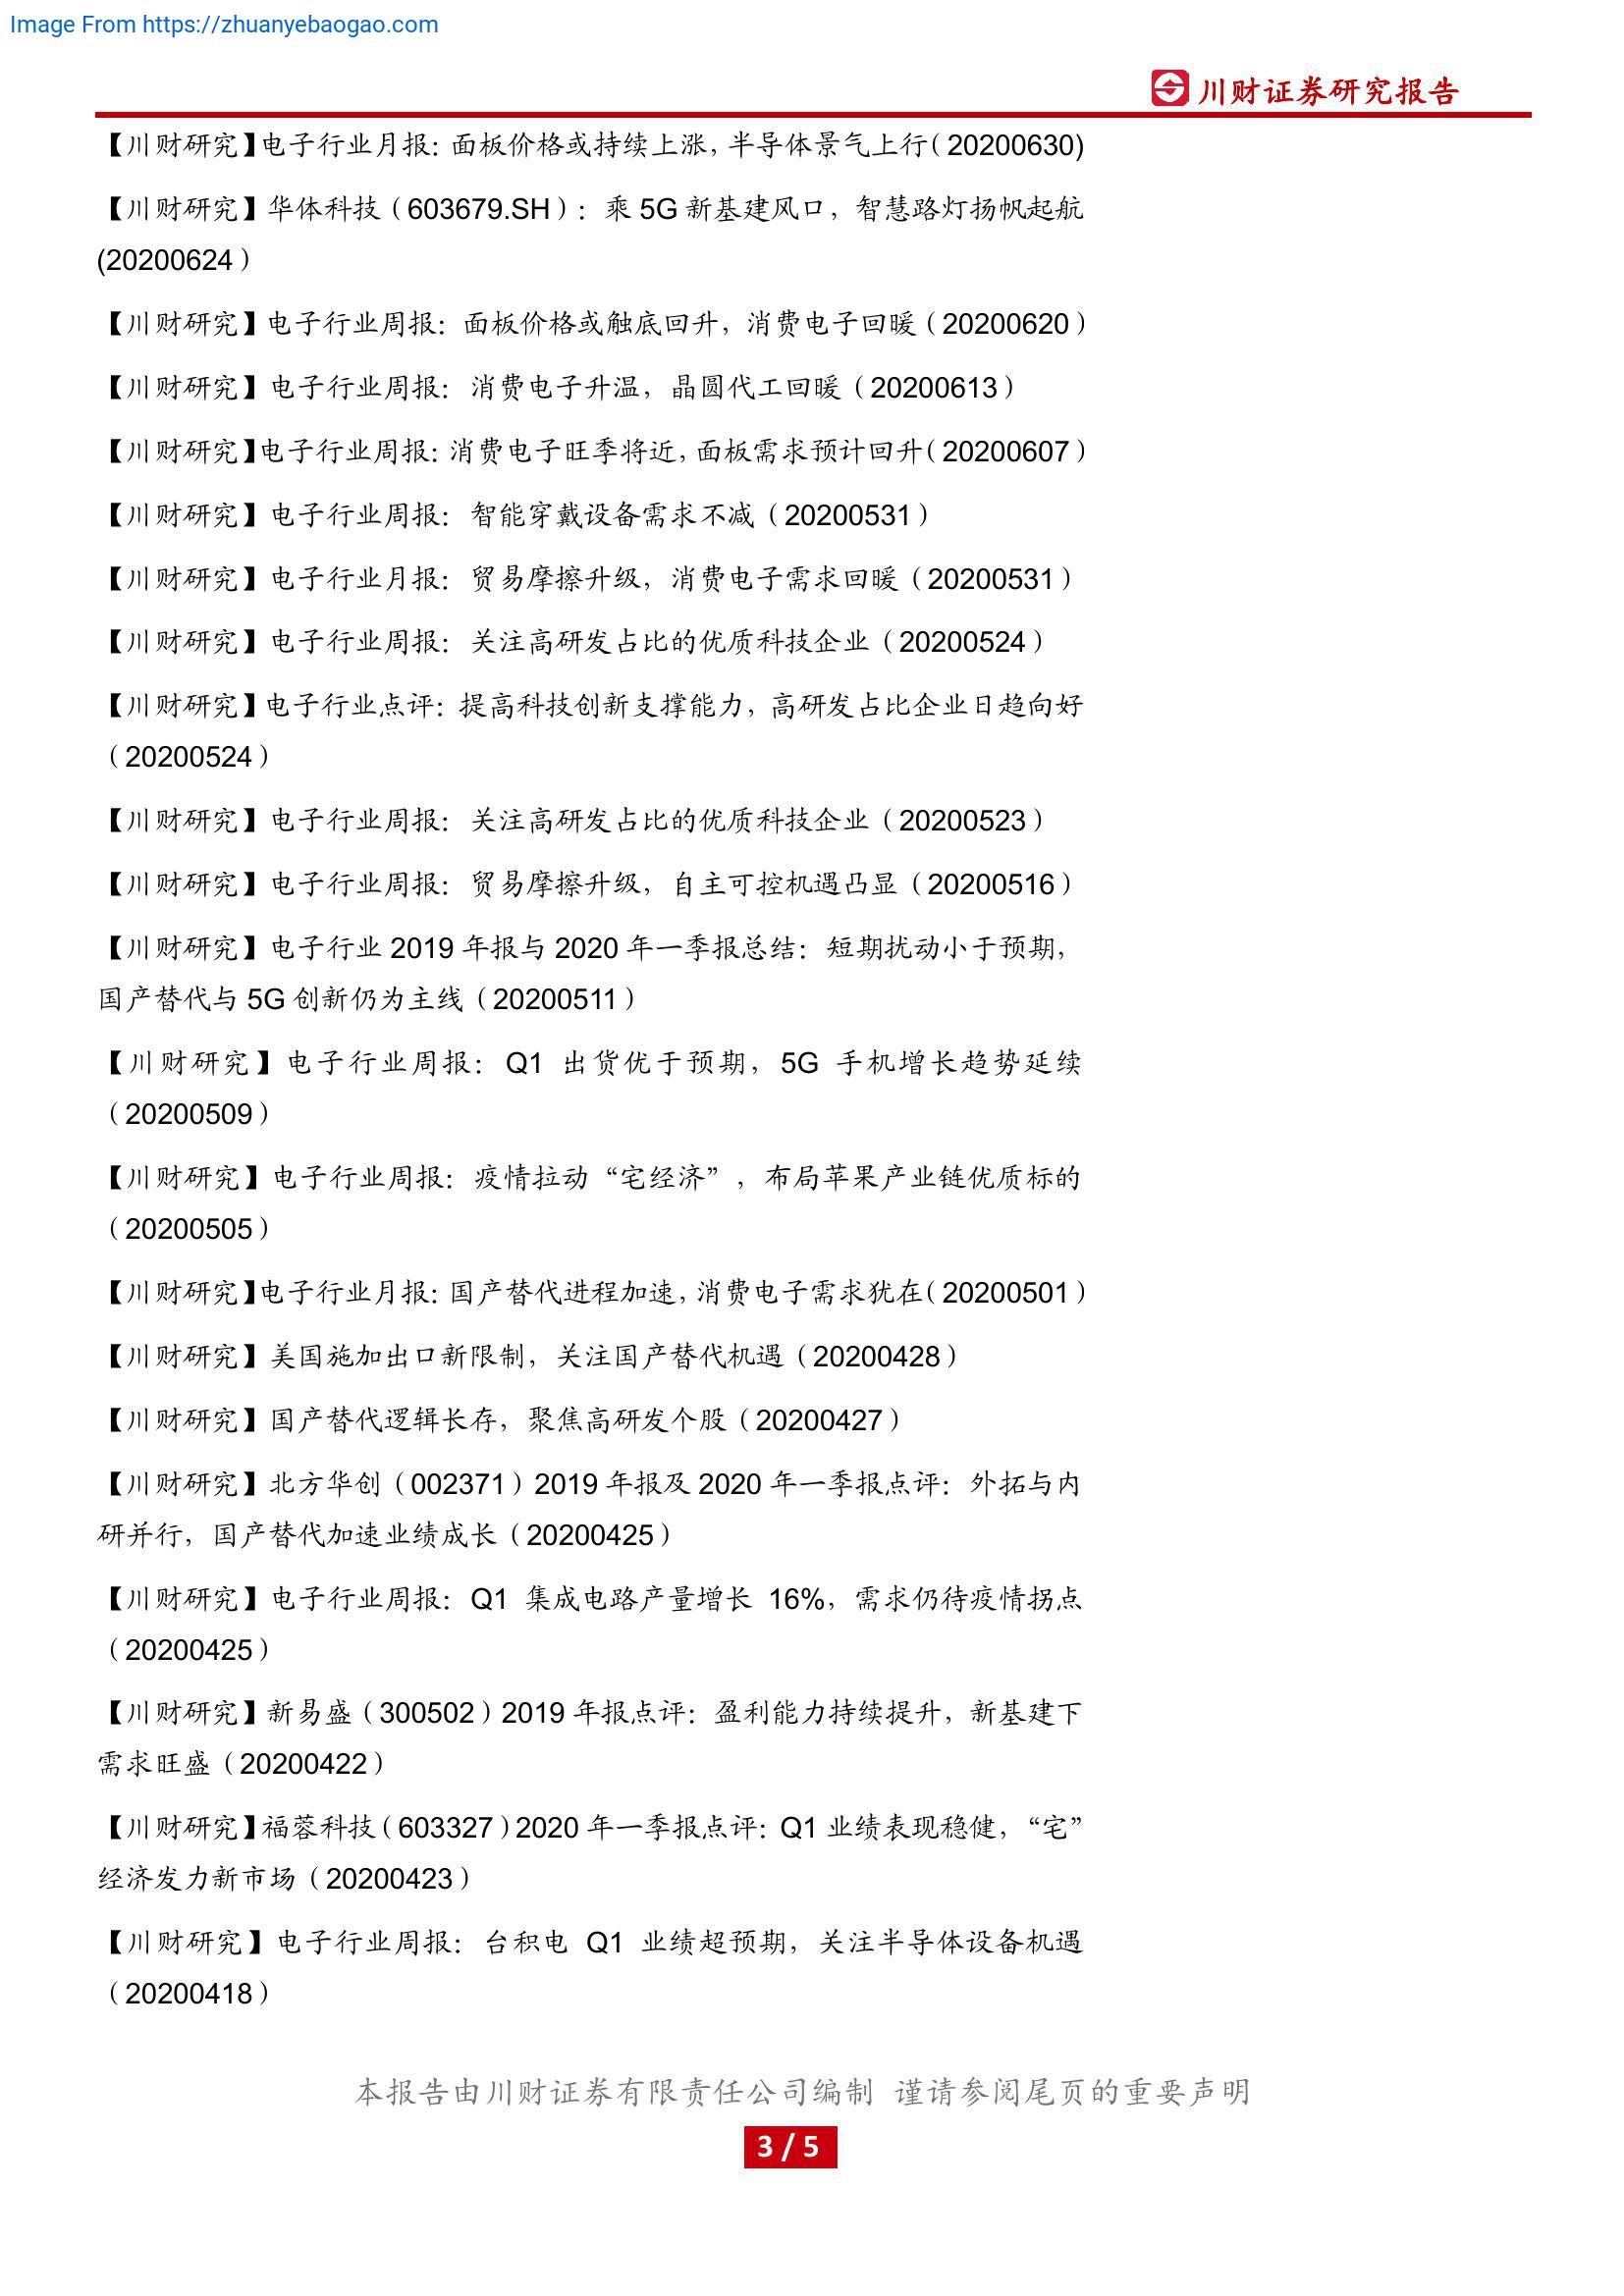 Image From https://zhuanyebaogao.com
川财证券研究报告
【川财研究】电子行业月报：面板价格或持续上涨，半导体景气上行（20200630)
【川财研究】华体科技（603679.SH）：乘 5G 新基建风口，智慧路灯扬帆起航
(20200624）
【川财研究】电子行业周报：面板价格或触底回升，消费电子回暖（20200620）
【川财研究】电子行业周报：消费电子升温，晶圆代工回暖（20200613）
【川财研究】电子行业周报：消费电子旺季将近，面板需求预计回升（20200607）
【川财研究】电子行业周报：智能穿戴设备需求不减（20200531）
【川财研究】电子行业月报：贸易摩擦升级，消费电子需求回暖（20200531）
【川财研究】电子行业周报：关注高研发占比的优质科技企业（20200524）
【川财研究】电子行业点评：提高科技创新支撑能力，高研发占比企业日趋向好
（20200524）
【川财研究】电子行业周报：关注高研发占比的优质科技企业（20200523）
【川财研究】电子行业周报：贸易摩擦升级，自主可控机遇凸显（20200516）
【川财研究】电子行业 2019 年报与 2020 年一季报总结：短期扰动小于预期，
国产替代与 5G 创新仍为主线（20200511）
【川财研究】电子行业周报：Q1 出货优于预期，5G 手机增长趋势延续
（20200509）
【川财研究】电子行业周报：疫情拉动“宅经济”，布局苹果产业链优质标的
（20200505）
【川财研究】电子行业月报：国产替代进程加速，消费电子需求犹在（20200501）
【川财研究】美国施加出口新限制，关注国产替代机遇（20200428）
【川财研究】国产替代逻辑长存，聚焦高研发个股（20200427）
【川财研究】北方华创（002371）2019 年报及 2020 年一季报点评：外拓与内
研并行，国产替代加速业绩成长（20200425）
【川财研究】电子行业周报：Q1 集成电路产量增长 16%，需求仍待疫情拐点
（20200425）
【川财研究】新易盛（300502）2019 年报点评：盈利能力持续提升，新基建下
需求旺盛（20200422）
【川财研究】福蓉科技（603327）2020 年一季报点评：Q1 业绩表现稳健，“宅”
经济发力新市场（20200423）
【川财研究】电子行业周报：台积电 Q1 业绩超预期，关注半导体设备机遇
（20200418）
本报告由川财证券有限责任公司编制 谨请参阅尾页的重要声明
3 / 5